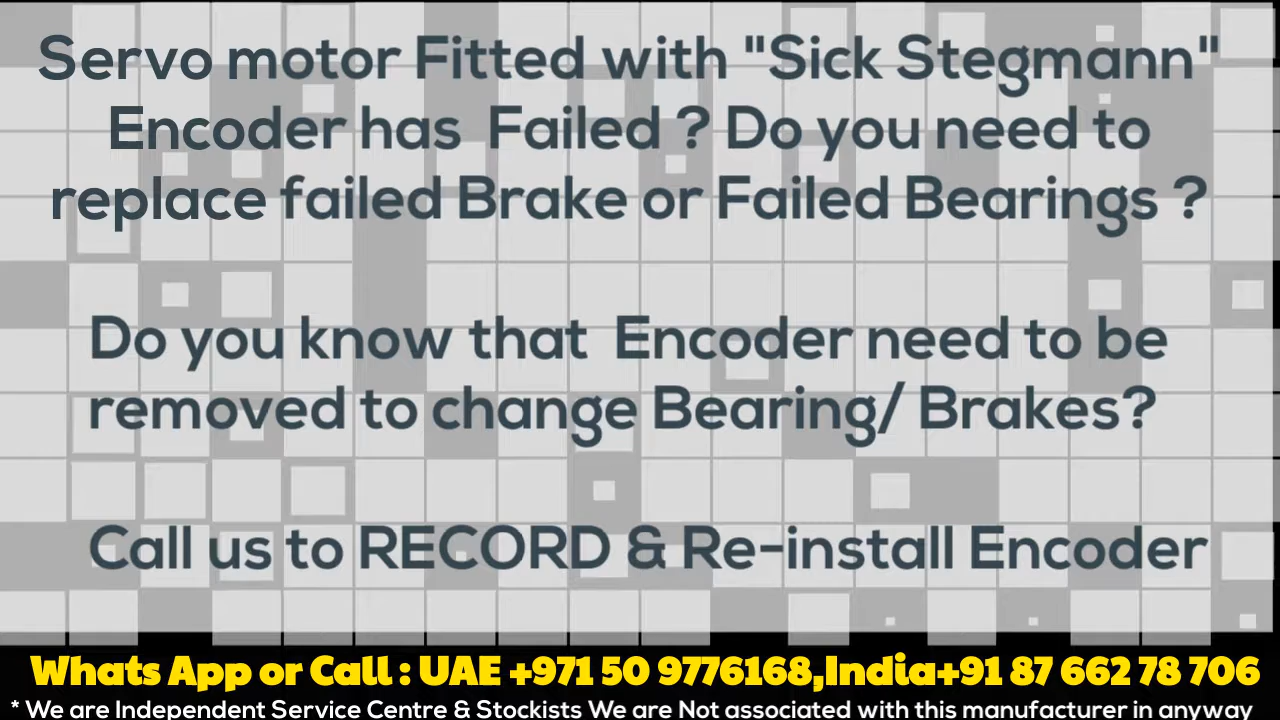 Servo motor Fitted with "Sick Stegmann"
Encoder has Failed ? Do you need to
replace failed Brake or Failed Bearings ?
Do you know that Encoder need to be
removed to change Bearing/ Brakes?
Call us to RECORD & Re-install Encoder
Whats App or Call : UAE +971 50 9776168,India+91 87 662 78 706
* We are Independent Service Centre & Stockists We are Not associated with this manufacturer in anyway